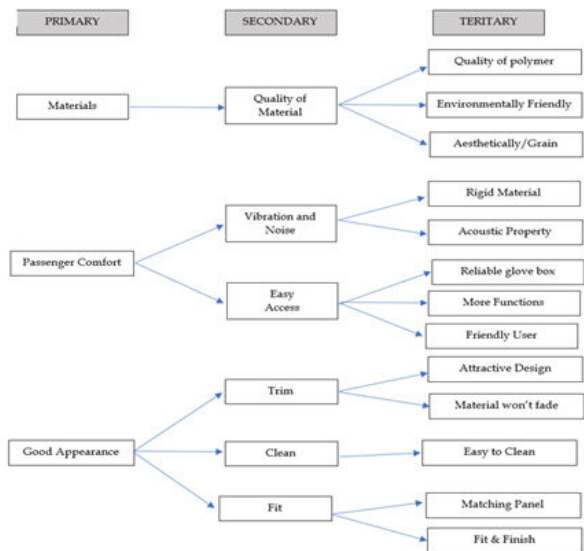 PRIMARY
SECONDARY
TERITARY
Materials
Quality of
Material
Quality of polymer
Environmentally Friendly
Aesthetically/Grain
Passenger Comfort
Vibration and
Noise
Rigid Material
Acoustic Property
Easy
Access
Reliable glove box
More Functions
Friendly User
Good Appearance
Trim
Attractive Design
Material won't fade
Clean
Easy to Clean
Fit
Matching Panel
Fit & Finish